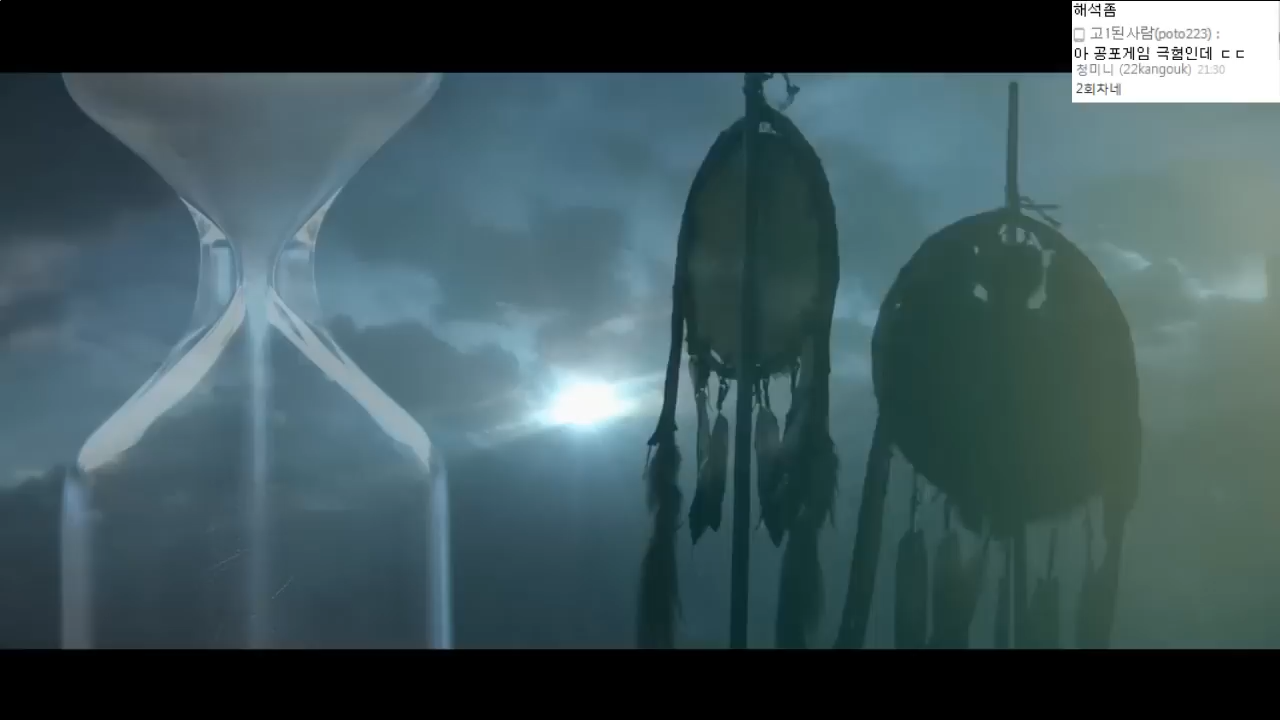 해석좀
고1된사람(poto223) :
아 공포게임 극혐인데 ㄷㄷ
청미니 (22kangouk) 21:30
2회차네